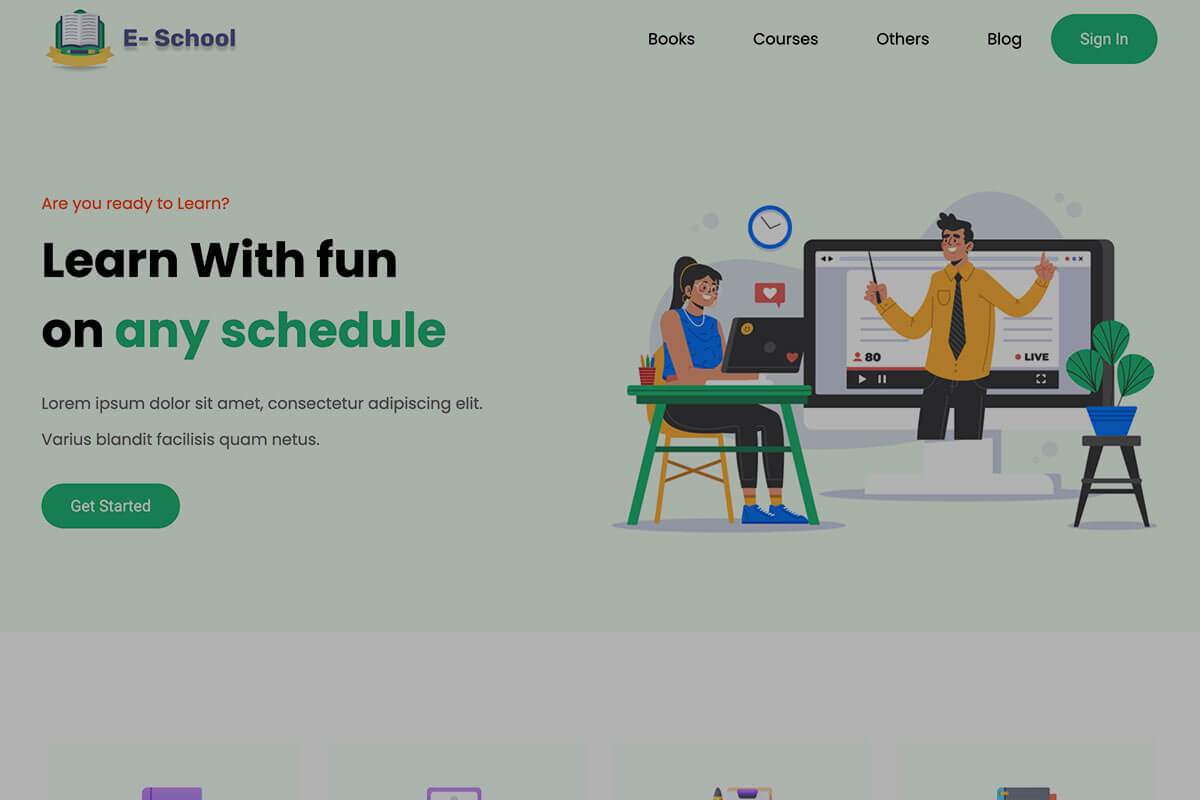 E- School
Books
Courses
Others
Blog
Sign In
Are you ready to Learn?
Learn With fun
on any schedule
Lorem ipsum dolor sit amet, consectetur adipiscing elit.
Varius blandit facilisis quam netus.
Get Started
80
LIVE